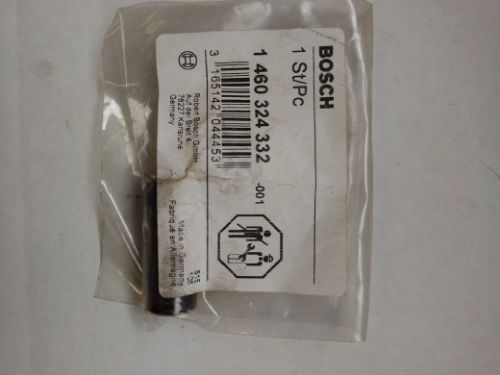 BOSCH
1 St/Pc
1 460 324 332
-001
3 165142 044453
Robert Bosch GmbH
Auf der Breit 4
76227 Karlsruhe
Germany
Made in Germany
Fabriqué en Allemagne
515